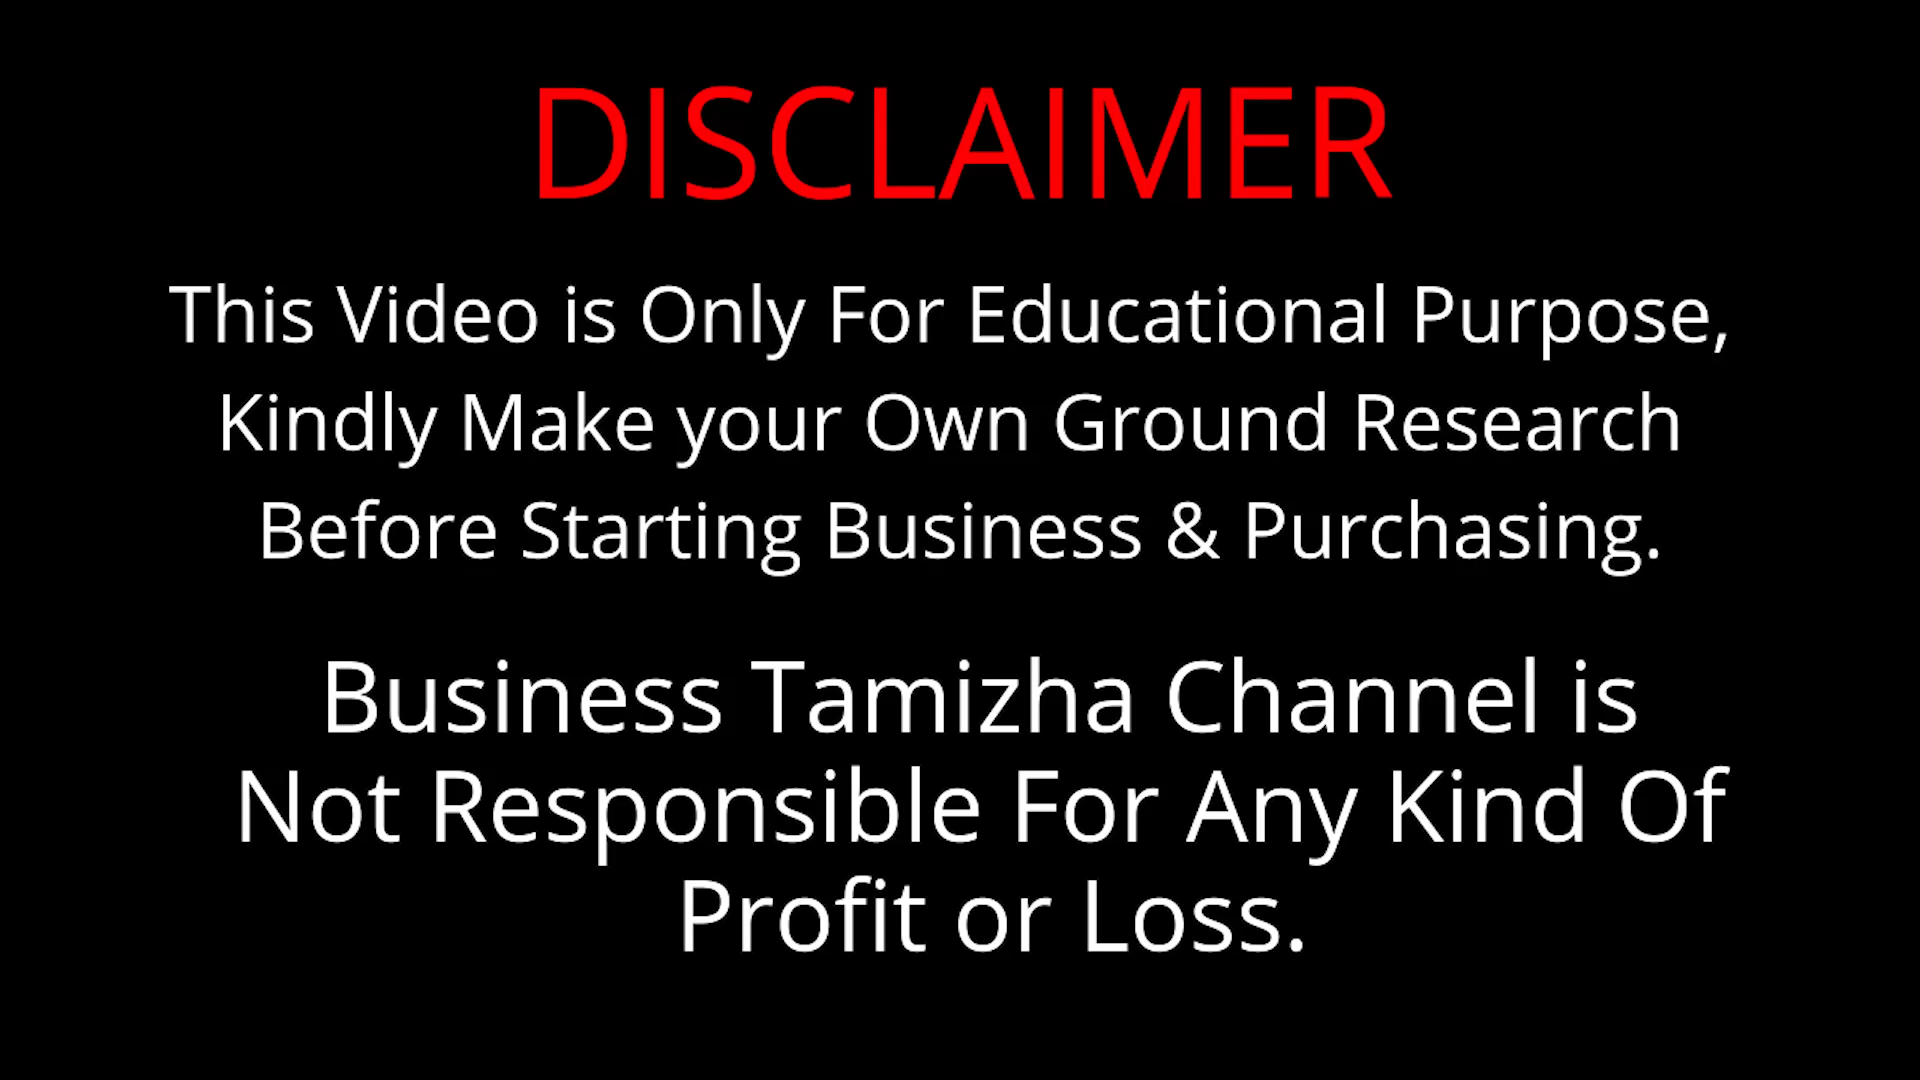 DISCLAIMER
This Video is Only For Educational Purpose,
Kindly Make your Own Ground Research
Before Starting Business & Purchasing.
Business Tamizha Channel is
Not Responsible For Any Kind Of
Profit or Loss.